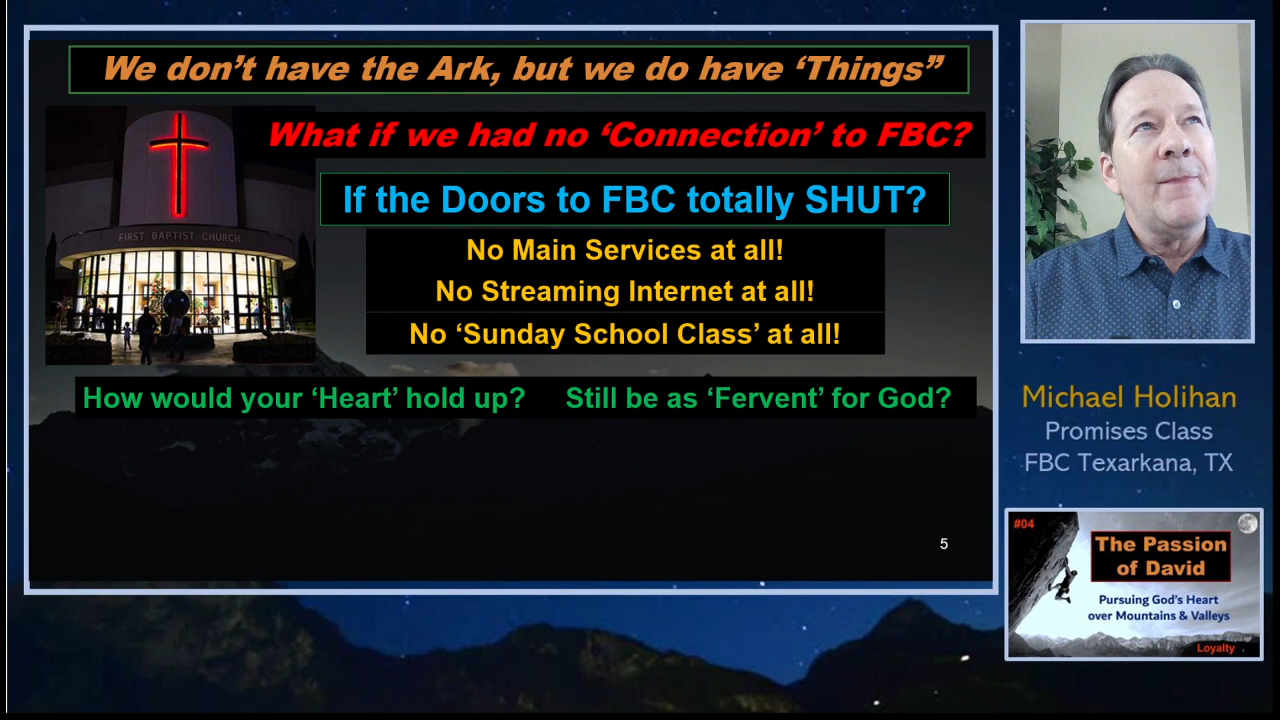 We don't have the Ark, but we do have ‘Things”
What if we had no ‘Connection’ to FBC?
If the Doors to FBC totally SHUT?
FIRST BAPTIST CHURCH
No Main Services at all!
No Streaming Internet at all!
No ‘Sunday School Class’ at all!
How would your ‘Heart’ hold up? Still be as ‘Fervent’ for God?
5
Michael Holihan
Promises Class
FBC Texarkana, TX
#04
The Passion
of David
Pursuing God's Heart
over Mountains & Valleys
Loyalty